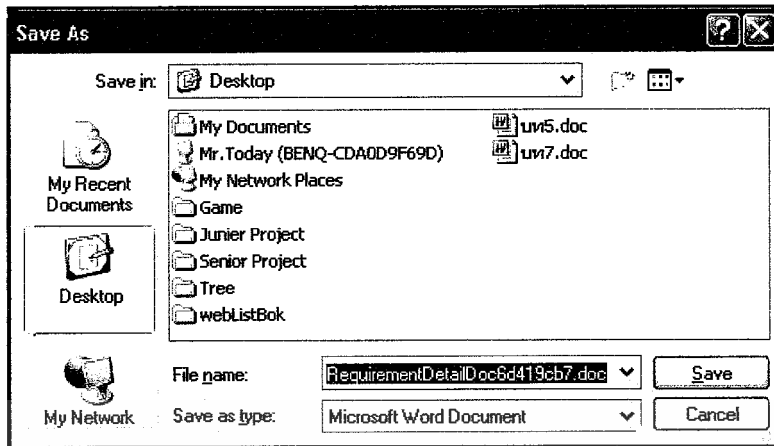 Save As
Save in:
Desktop
My Documents
บท5.doc
Mr.Today (BENQ-CDA0D9F69D)
บท7.doc
My Network Places
My Recent
Documents
Game
Junier Project
Senior Project
Desktop
Tree
webListBok
File name:
RequirementDetailDoc6d419cb7.doc
Save
My Network
Save as type:
Microsoft Word Document
Cancel